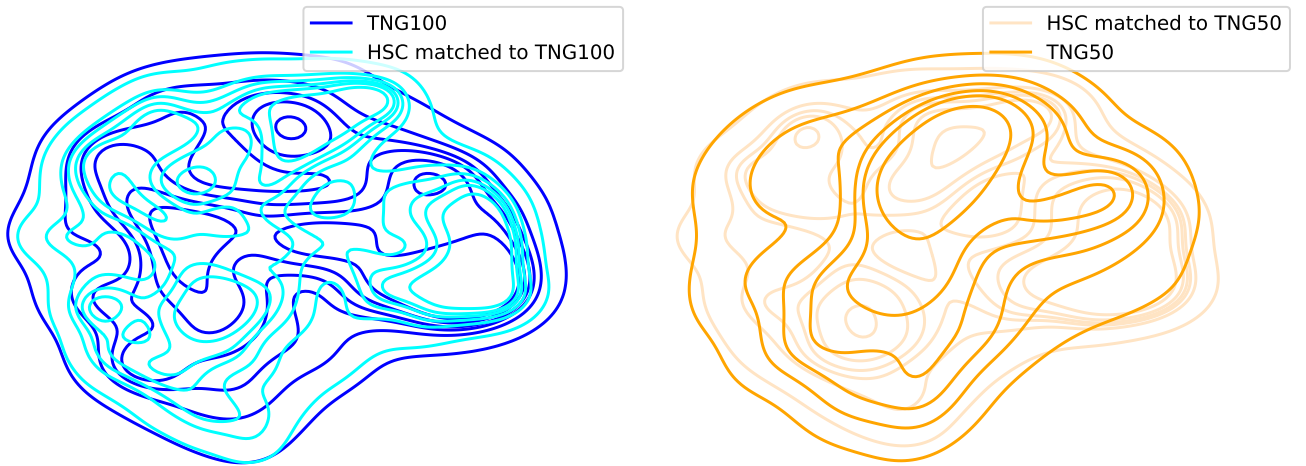 TNG100
HSC matched to TNG100
HSC matched to TNG50
TNG50